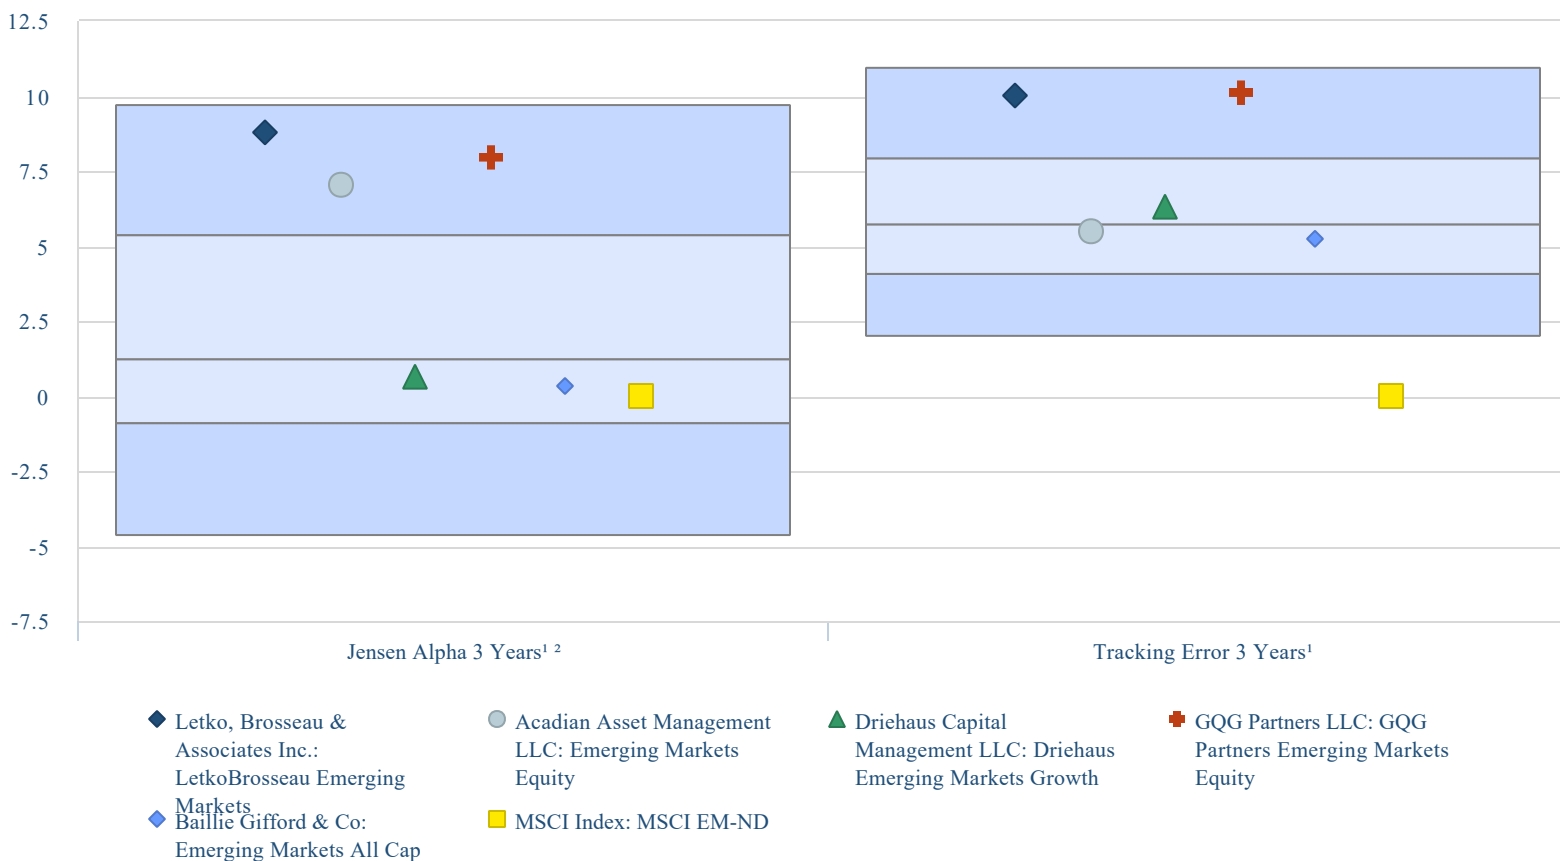 12.5
10
7.5
5
2.5
0
-2.5
-5
-7.5
Jensen Alpha 3 Years¹ ²
Tracking Error 3 Years¹
Letko, Brosseau &
Associates Inc.:
LetkoBrosseau Emerging
Markets
Acadian Asset Management
LLC: Emerging Markets
Equity
Driehaus Capital
Management LLC: Driehaus
Emerging Markets Growth
GQG Partners LLC: GQG
Partners Emerging Markets
Equity
Baillie Gifford & Co:
Emerging Markets All Cap
MSCI Index: MSCI EM-ND